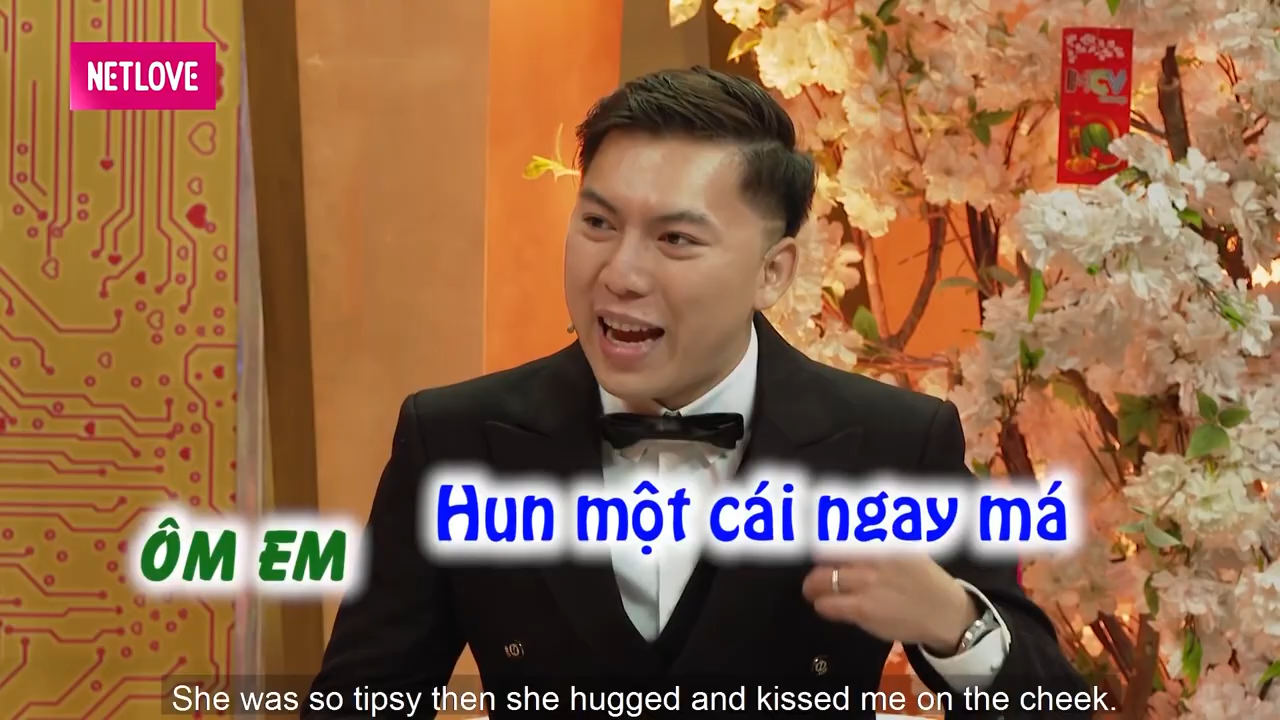 NETLOVE
MCV
Hun một cái ngay má
ÔM EM
She was so tipsy then she hugged and kissed me on the cheek.